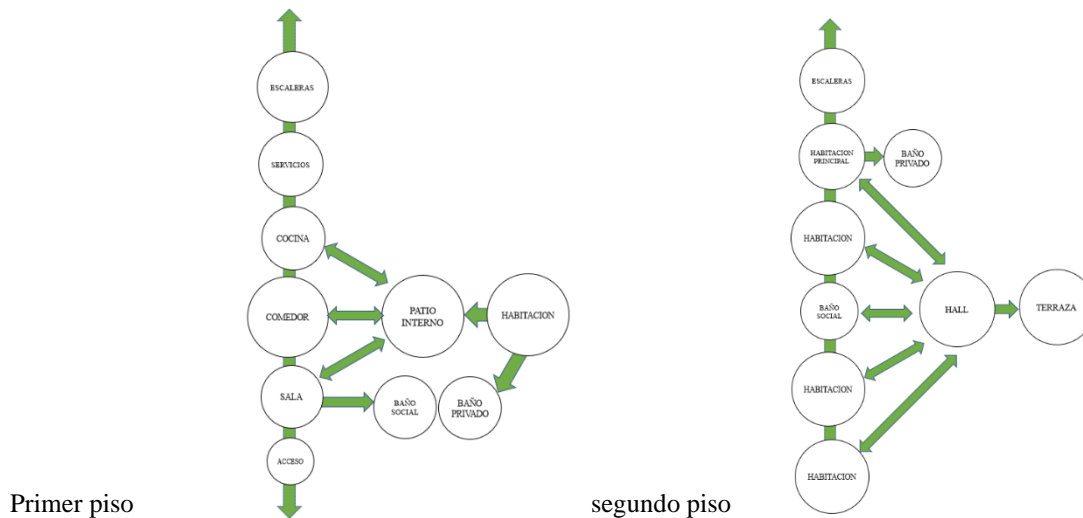 ESCALERAS
SERVICIOS
COCINA
COMEDOR
PATIO
INTERNO
HABITACION
SALA
BAÑO
SOCIAL
BAÑO
PRIVADO
ACCESO
Primer piso
ESCALERAS
HABITACION
PRINCIPAL
BAÑO
PRIVADO
HABITACION
BAÑO
SOCIAL
HALL
TERRAZA
HABITACION
HABITACION
segundo piso